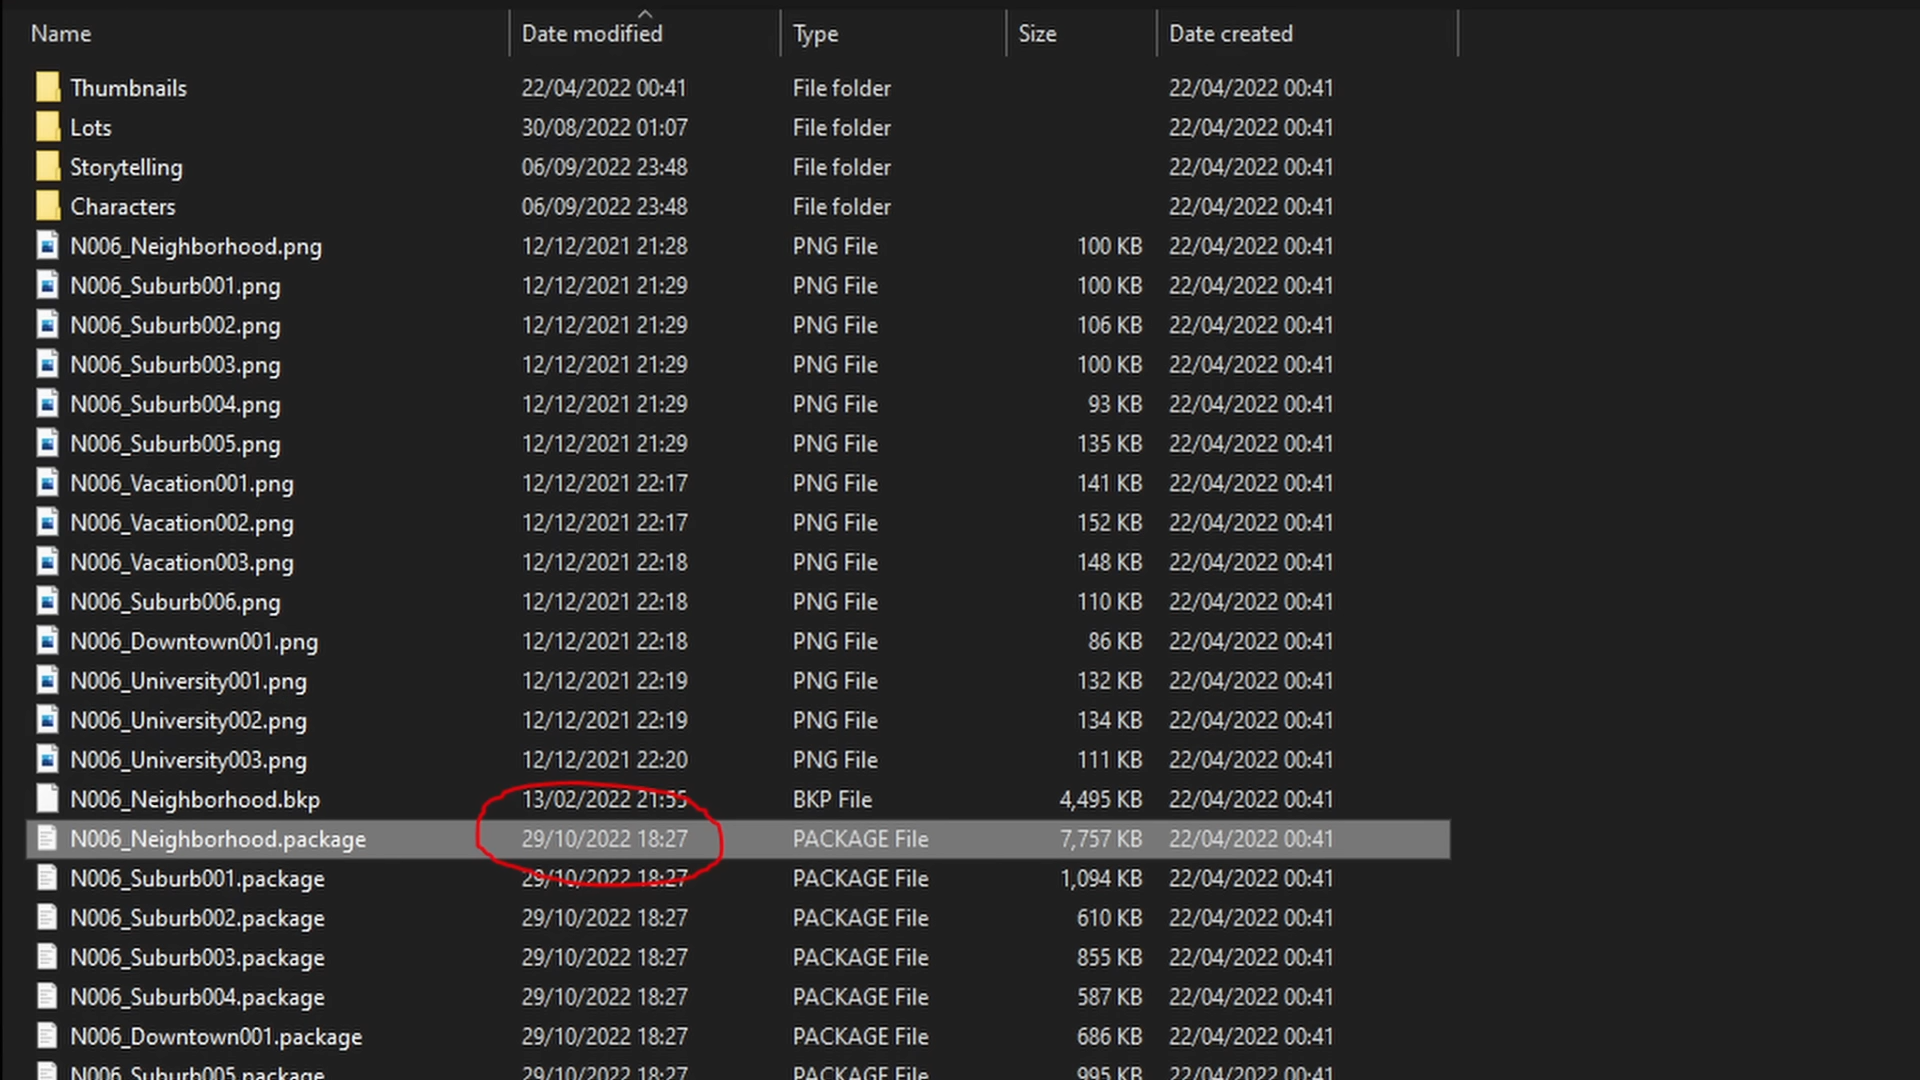 Name Date modified Type Size Date created
Thumbnails 22/04/2022 00:41 File folder 22/04/2022 00:41
Lots 30/08/2022 01:07 File folder 22/04/2022 00:41
Storytelling 06/09/2022 23:48 File folder 22/04/2022 00:41
Characters 06/09/2022 23:48 File folder 22/04/2022 00:41
N006_Neighborhood.png 12/12/2021 21:28 PNG File 100 KB 22/04/2022 00:41
N006_Suburb001.png 12/12/2021 21:29 PNG File 100 KB 22/04/2022 00:41
N006_Suburb002.png 12/12/2021 21:29 PNG File 106 KB 22/04/2022 00:41
N006_Suburb003.png 12/12/2021 21:29 PNG File 100 KB 22/04/2022 00:41
N006_Suburb004.png 12/12/2021 21:29 PNG File 93 KB 22/04/2022 00:41
N006_Suburb005.png 12/12/2021 21:29 PNG File 135 KB 22/04/2022 00:41
N006_Vacation001.png 12/12/2021 22:17 PNG File 141 KB 22/04/2022 00:41
N006_Vacation002.png 12/12/2021 22:17 PNG File 152 KB 22/04/2022 00:41
N006_Vacation003.png 12/12/2021 22:18 PNG File 148 KB 22/04/2022 00:41
N006_Suburb006.png 12/12/2021 22:18 PNG File 110 KB 22/04/2022 00:41
N006_Downtown001.png 12/12/2021 22:18 PNG File 86 KB 22/04/2022 00:41
N006_University001.png 12/12/2021 22:19 PNG File 132 KB 22/04/2022 00:41
N006_University002.png 12/12/2021 22:19 PNG File 134 KB 22/04/2022 00:41
N006_University003.png 12/12/2021 22:20 PNG File 111 KB 22/04/2022 00:41
N006_Neighborhood.bkp 13/02/2022 21:55 BKP File 4,495 KB 22/04/2022 00:41
N006_Neighborhood.package 29/10/2022 18:27 PACKAGE File 7,757 KB 22/04/2022 00:41
N006_Suburb001.package 29/10/2022 18:27 PACKAGE File 1,094 KB 22/04/2022 00:41
N006_Suburb002.package 29/10/2022 18:27 PACKAGE File 610 KB 22/04/2022 00:41
N006_Suburb003.package 29/10/2022 18:27 PACKAGE File 855 KB 22/04/2022 00:41
N006_Suburb004.package 29/10/2022 18:27 PACKAGE File 587 KB 22/04/2022 00:41
N006_Downtown001.package 29/10/2022 18:27 PACKAGE File 686 KB 22/04/2022 00:41
N006_Suburb005.package 29/10/2022 18:27 PACKAGE File 995 KB 22/04/2022 00:41